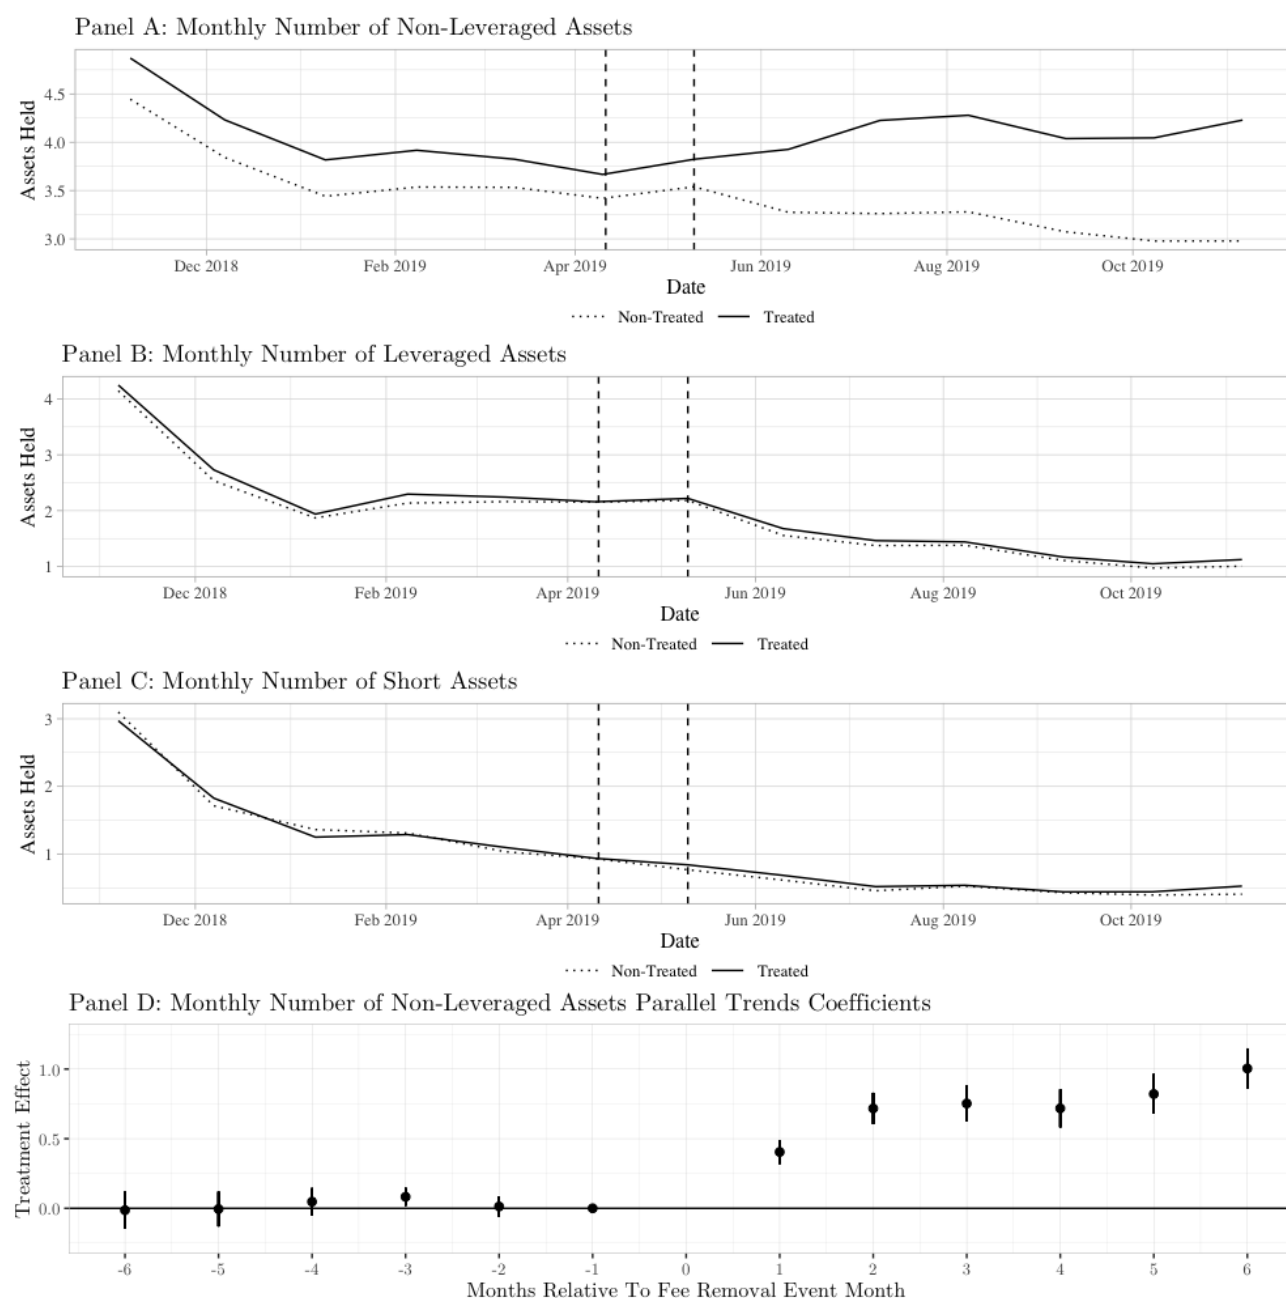 Panel A: Monthly Number of Non-Leveraged Assets
Assets Held
4.5
4.0
3.5
3.0
Dec 2018 Feb 2019 Apr 2019 Jun 2019 Aug 2019 Oct 2019
Date
Non-Treated Treated
Panel B: Monthly Number of Leveraged Assets
Assets Held
4
3
2
1
Dec 2018 Feb 2019 Apr 2019 Jun 2019 Aug 2019 Oct 2019
Date
Non-Treated Treated
Panel C: Monthly Number of Short Assets
Assets Held
3
2
1
Dec 2018 Feb 2019 Apr 2019 Jun 2019 Aug 2019 Oct 2019
Date
Non-Treated Treated
Panel D: Monthly Number of Non-Leveraged Assets Parallel Trends Coefficients
Treatment Effect
1.0
0.5
0.0
-6 -5 -4 -3 -2 -1 0 1 2 3 4 5 6
Months Relative To Fee Removal Event Month